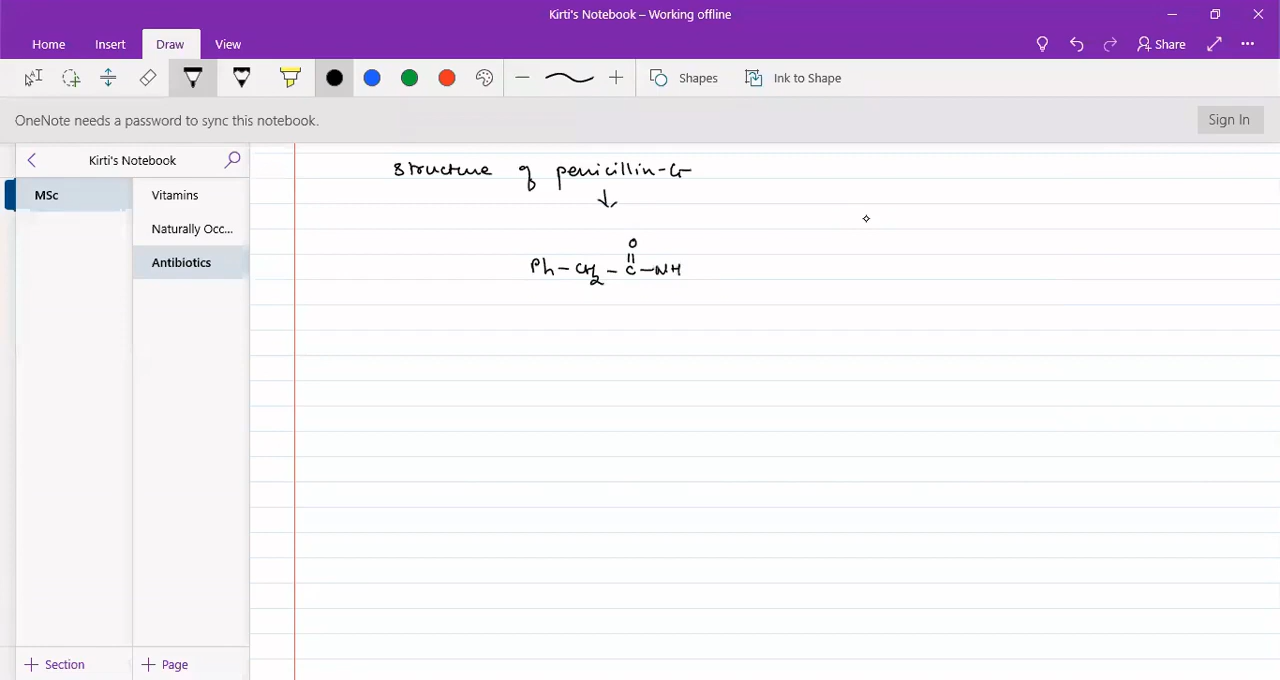 Kirti's Notebook – Working offline
Home Insert Draw View Share
Shapes Ink to Shape
OneNote needs a password to sync this notebook. Sign In
Kirti's Notebook
MSc
Vitamins
Naturally Occ...
Antibiotics
Structure of penicillin-G
O
Ph–CH2–C–NH
Section
Page